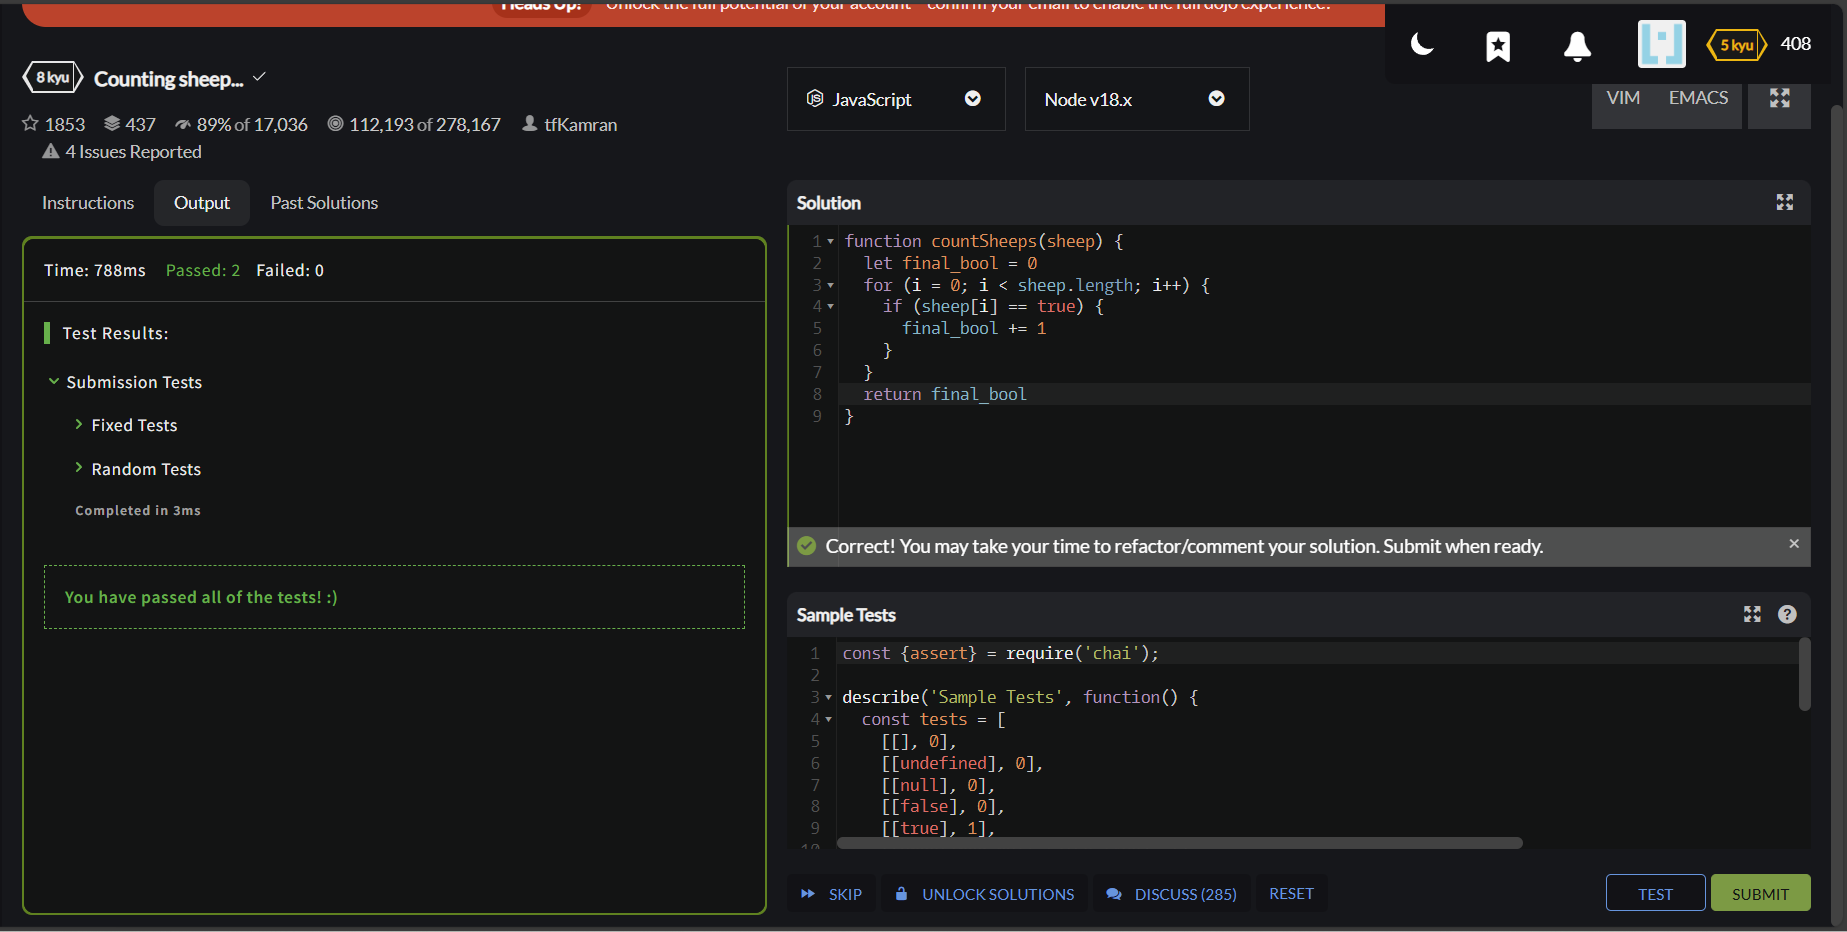 Heads Up! Unlock the full potential of your account - confirm your email to enable the full dojo experience.
8 kyu Counting sheep...
1853 437 89% of 17,036 112,193 of 278,167 tfKamran
4 Issues Reported
JavaScript
Node v18.x
5 kyu 408
VIM EMACS
Instructions Output Past Solutions
Time: 788ms Passed: 2 Failed: 0
Test Results:
Submission Tests
Fixed Tests
Random Tests
Completed in 3ms
You have passed all of the tests! :)
Solution
1 function countSheeps(sheep) {
2 let final_bool = 0
3 for (i = 0; i < sheep.length; i++) {
4 if (sheep[i] == true) {
5 final_bool += 1
6 }
7 }
8 return final_bool
9 }
Correct! You may take your time to refactor/comment your solution. Submit when ready. ×
Sample Tests
1 const {assert} = require('chai');
2
3 describe('Sample Tests', function() {
4 const tests = [
5 [[], 0],
6 [[undefined], 0],
7 [[null], 0],
8 [[false], 0],
9 [[true], 1],
10
SKIP UNLOCK SOLUTIONS DISCUSS (285) RESET
TEST SUBMIT